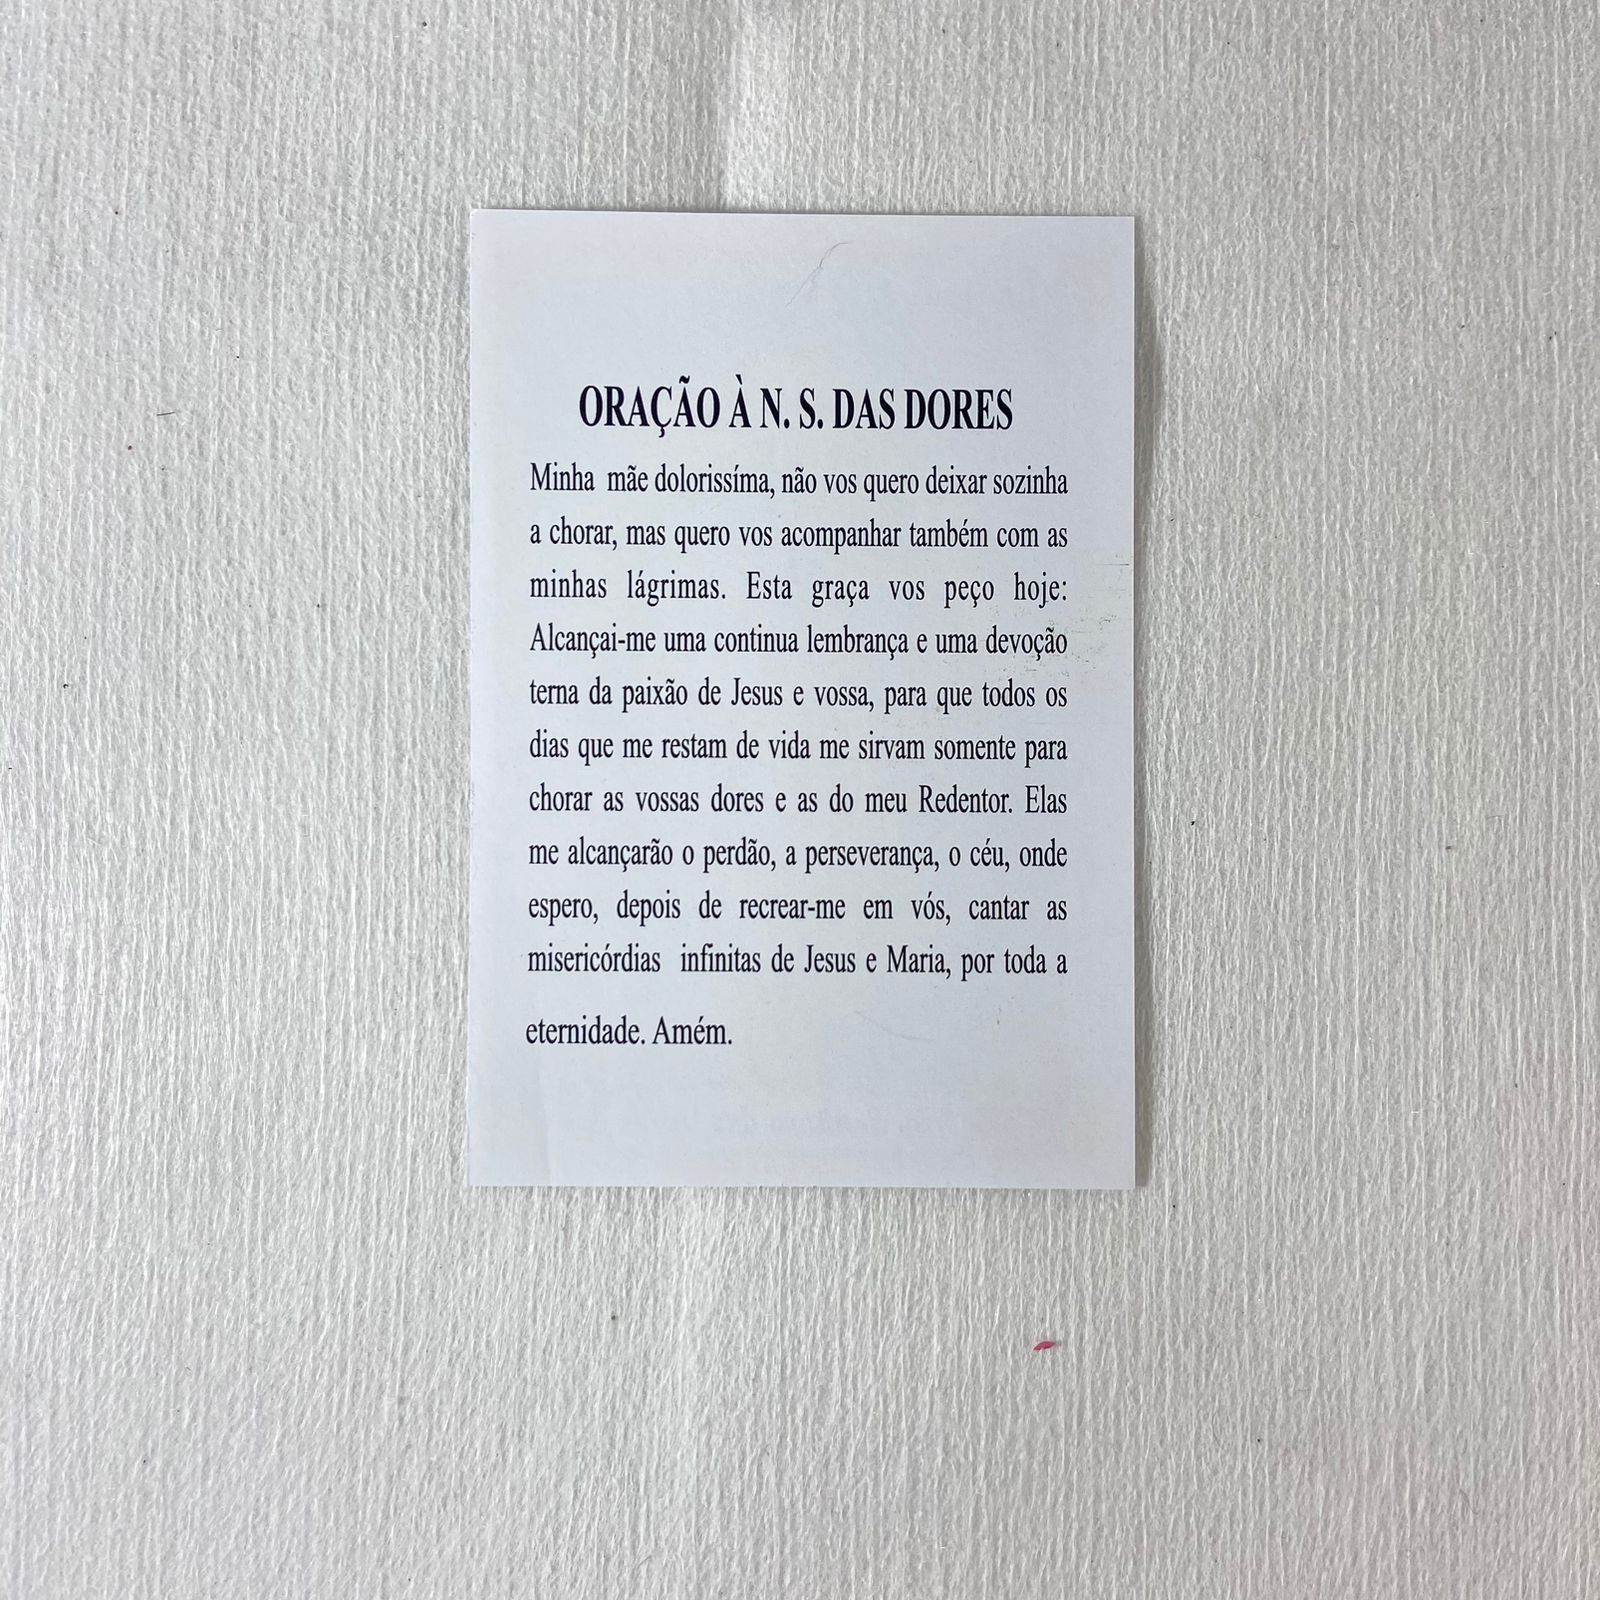 ORAÇÃO À N. S. DAS DORES
Minha mãe dolorissíma, não vos quero deixar sozinha
a chorar, mas quero vos acompanhar também com as
minhas lágrimas. Esta graça vos peço hoje:
Alcançai-me uma continua lembrança e uma devoção
terna da paixão de Jesus e vossa, para que todos os
dias que me restam de vida me sirvam somente para
chorar as vossas dores e as do meu Redentor. Elas
me alcançarão o perdão, a perseverança, o céu, onde
espero, depois de recrear-me em vós, cantar as
misericórdias infinitas de Jesus e Maria, por toda a
eternidade. Amém.